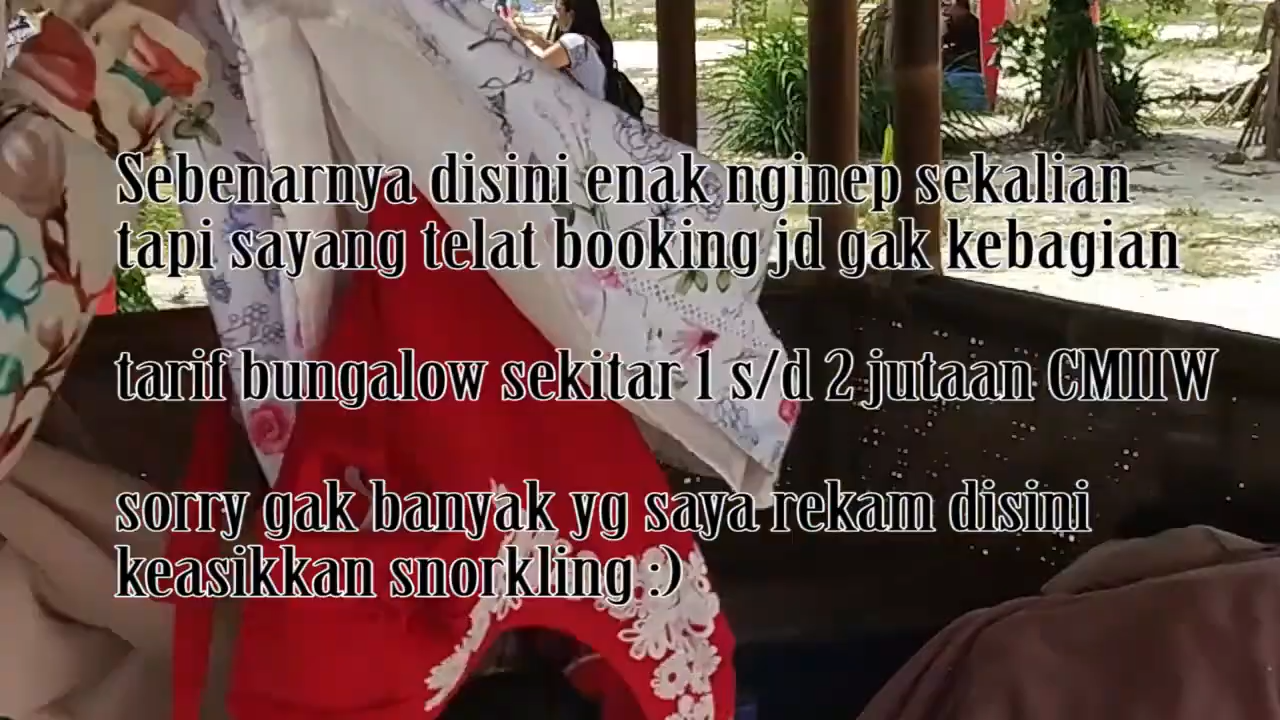 Sebenarnya disini enak nginep sekalian
tapi sayang telat booking jd gak kebagian
tarif bungalow sekitar 1 s/d 2 jutaan CMIIW
sorry gak banyak yg saya rekam disini
keasikkan snorkling :)